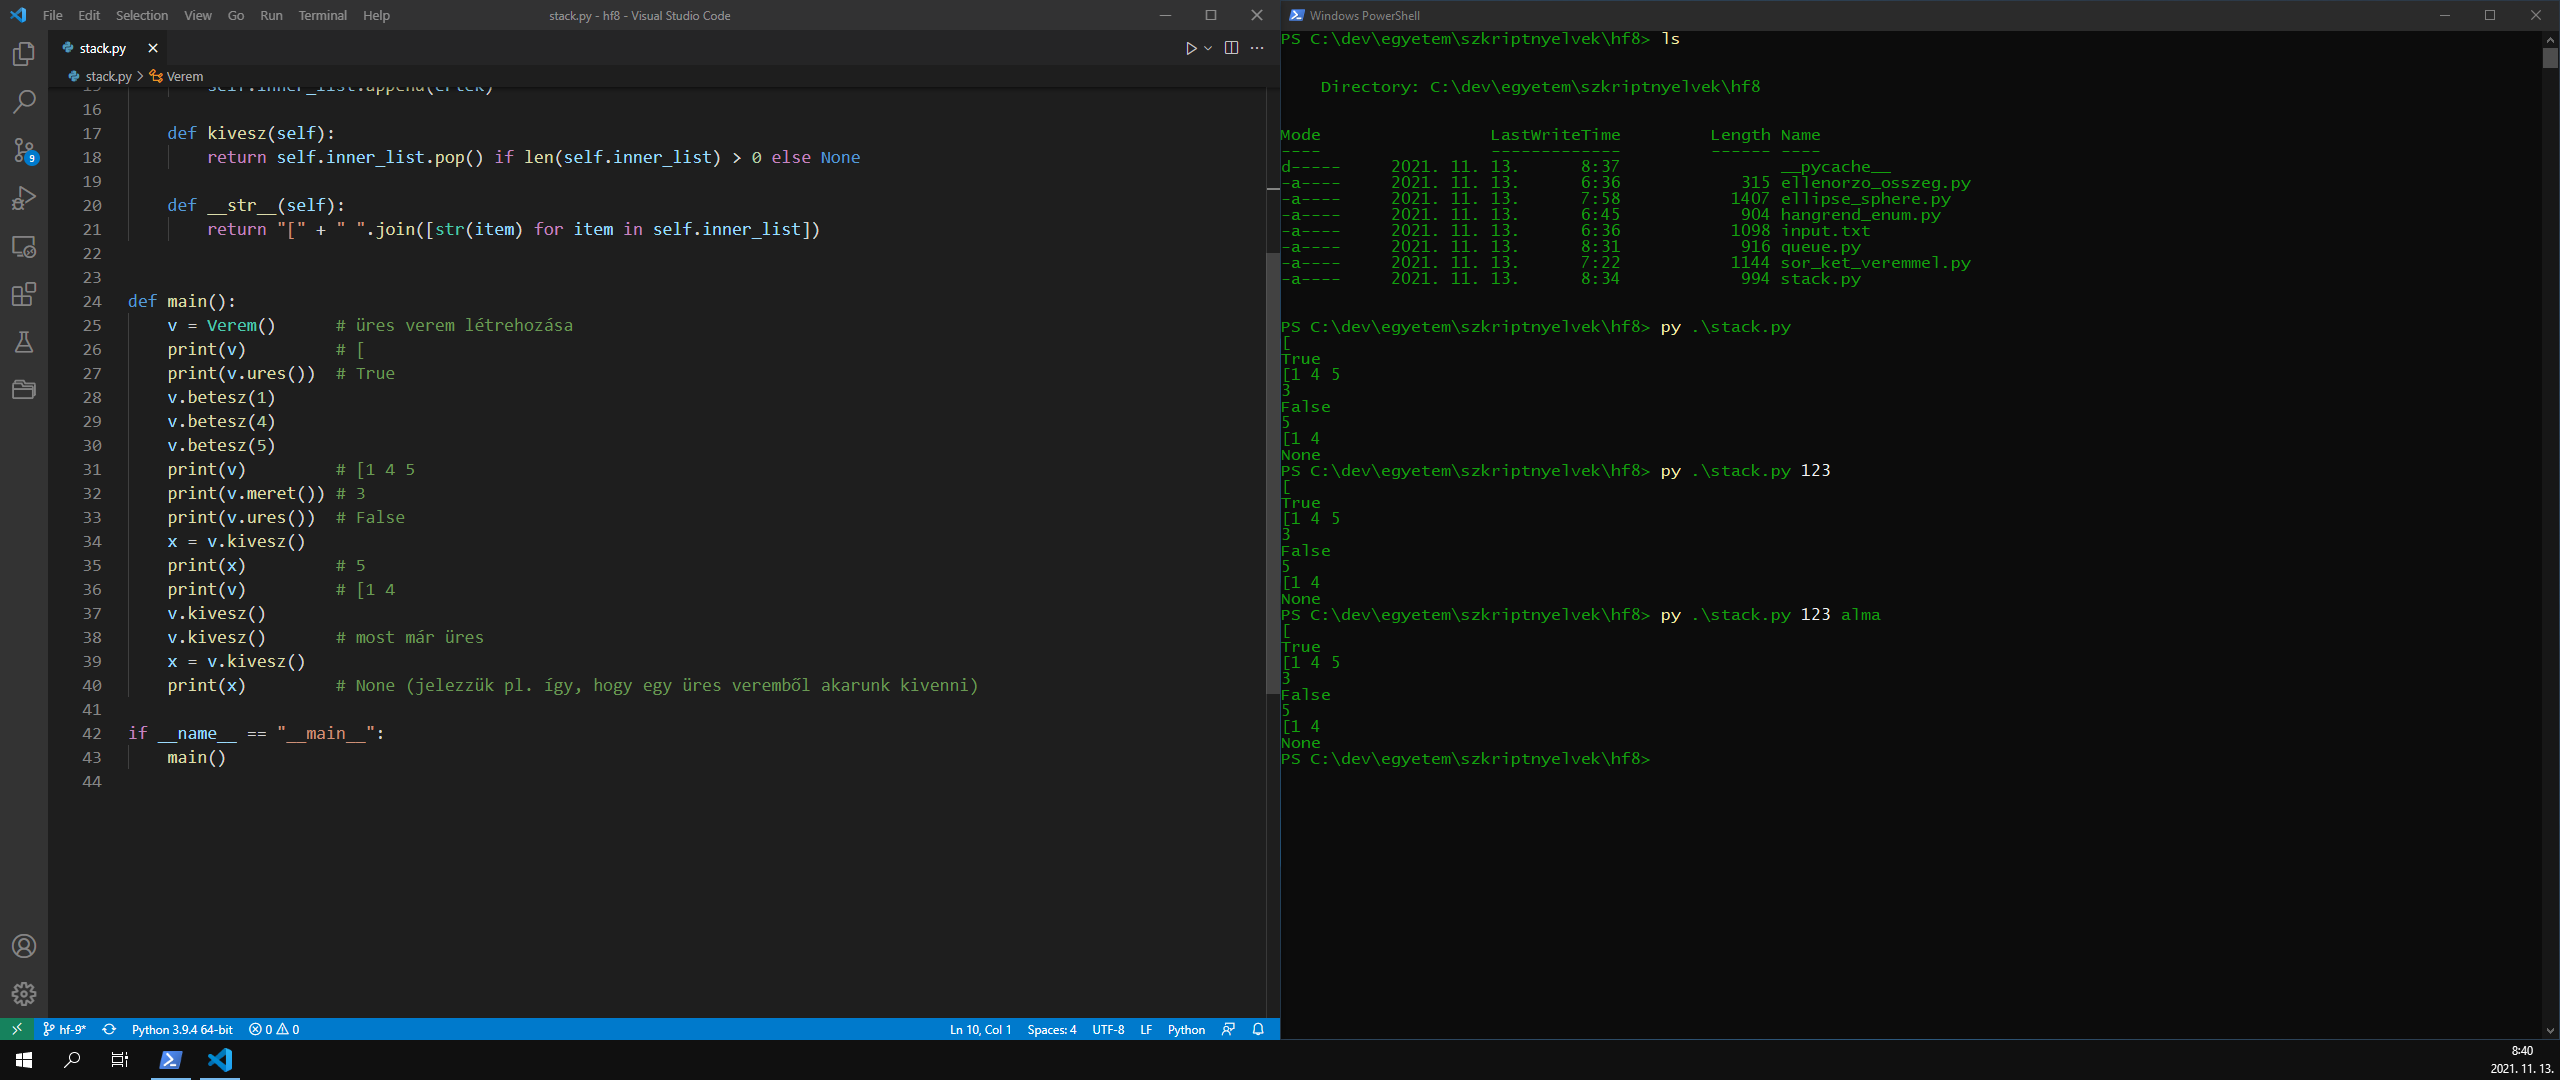 File Edit Selection View Go Run Terminal Help
stack.py - hf8 - Visual Studio Code
stack.py
stack.py > Verem
15 self.inner_list.append(ertek)
16
17 def kivesz(self):
18 return self.inner_list.pop() if len(self.inner_list) > 0 else None
19
20 def __str__(self):
21 return "[" + " ".join([str(item) for item in self.inner_list])
22
23
24 def main():
25 v = Verem() # üres verem létrehozása
26 print(v) # [
27 print(v.ures()) # True
28 v.betesz(1)
29 v.betesz(4)
30 v.betesz(5)
31 print(v) # [1 4 5
32 print(v.meret()) # 3
33 print(v.ures()) # False
34 x = v.kivesz()
35 print(x) # 5
36 print(v) # [1 4
37 v.kivesz()
38 v.kivesz() # most már üres
39 x = v.kivesz()
40 print(x) # None (jelezzük pl. így, hogy egy üres veremből akarunk kivenni)
41
42 if __name__ == "__main__":
43 main()
44
9
hf-9* Python 3.9.4 64-bit 0 0 Ln 10, Col 1 Spaces: 4 UTF-8 LF Python
Windows PowerShell
PS C:\dev\egyetem\szkriptnyelvek\hf8> ls
Directory: C:\dev\egyetem\szkriptnyelvek\hf8
Mode LastWriteTime Length Name
---- ------------- ------ ----
d----- 2021. 11. 13. 8:37 __pycache__
-a---- 2021. 11. 13. 6:36 315 ellenorzo_osszeg.py
-a---- 2021. 11. 13. 7:58 1407 ellipse_sphere.py
-a---- 2021. 11. 13. 6:45 904 hangrend_enum.py
-a---- 2021. 11. 13. 6:36 1098 input.txt
-a---- 2021. 11. 13. 8:31 916 queue.py
-a---- 2021. 11. 13. 7:22 1144 sor_ket_veremmel.py
-a---- 2021. 11. 13. 8:34 994 stack.py
PS C:\dev\egyetem\szkriptnyelvek\hf8> py .\stack.py
[
True
[1 4 5
3
False
5
[1 4
None
PS C:\dev\egyetem\szkriptnyelvek\hf8> py .\stack.py 123
[
True
[1 4 5
3
False
5
[1 4
None
PS C:\dev\egyetem\szkriptnyelvek\hf8> py .\stack.py 123 alma
[
True
[1 4 5
3
False
5
[1 4
None
PS C:\dev\egyetem\szkriptnyelvek\hf8>
8:40
2021. 11. 13.